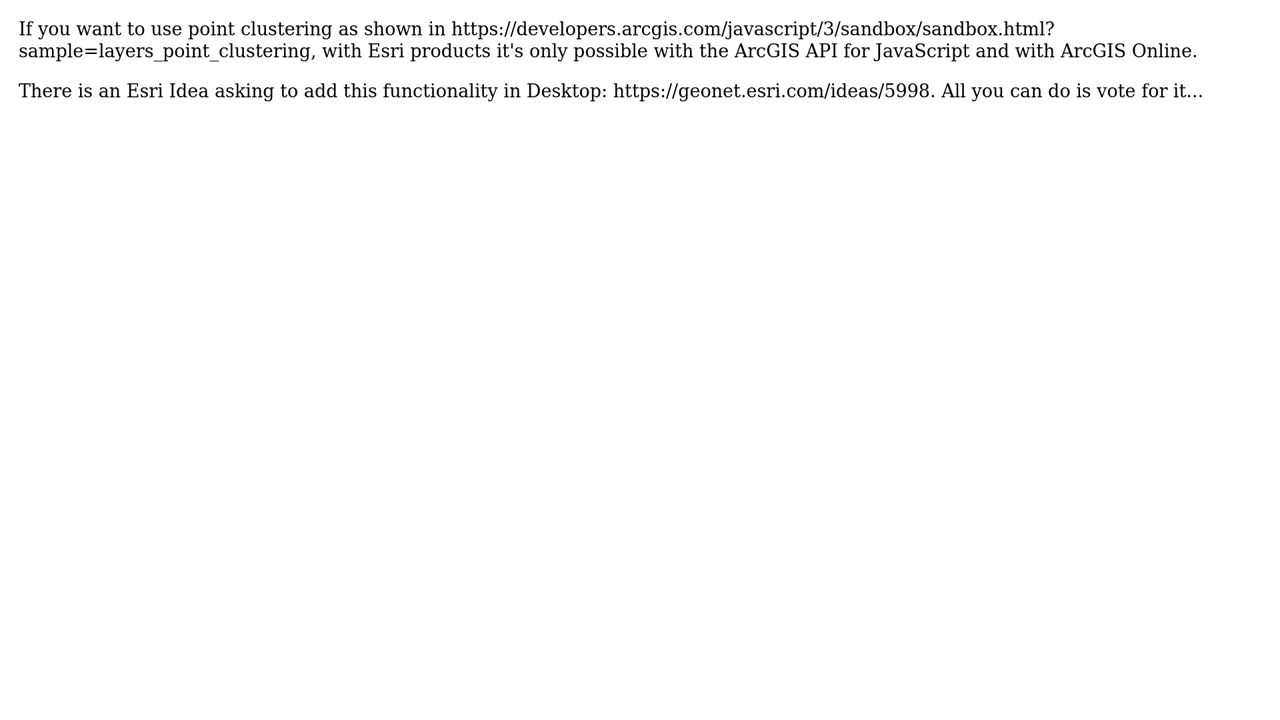 If you want to use point clustering as shown in https://developers.arcgis.com/javascript/3/sandbox/sandbox.html?
sample=layers_point_clustering, with Esri products it's only possible with the ArcGIS API for JavaScript and with ArcGIS Online.
There is an Esri Idea asking to add this functionality in Desktop: https://geonet.esri.com/ideas/5998. All you can do is vote for it...